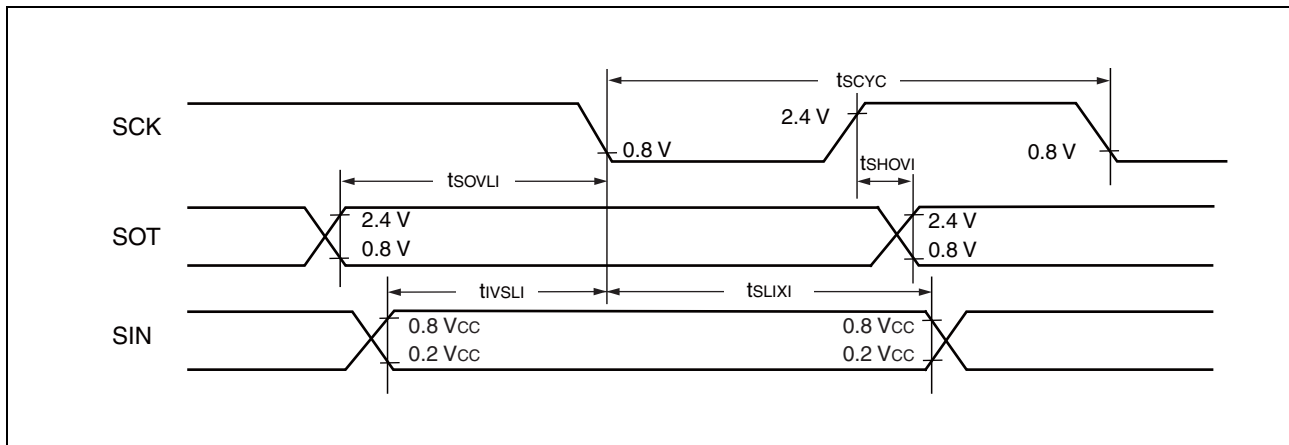 tSCYC
SCK
2.4 V
0.8 V
0.8 V
tSHOVI
tSOVLI
SOT
2.4 V
0.8 V
2.4 V
0.8 V
tIVSLI
tSLIXI
SIN
0.8 VCC
0.2 VCC
0.8 VCC
0.2 VCC